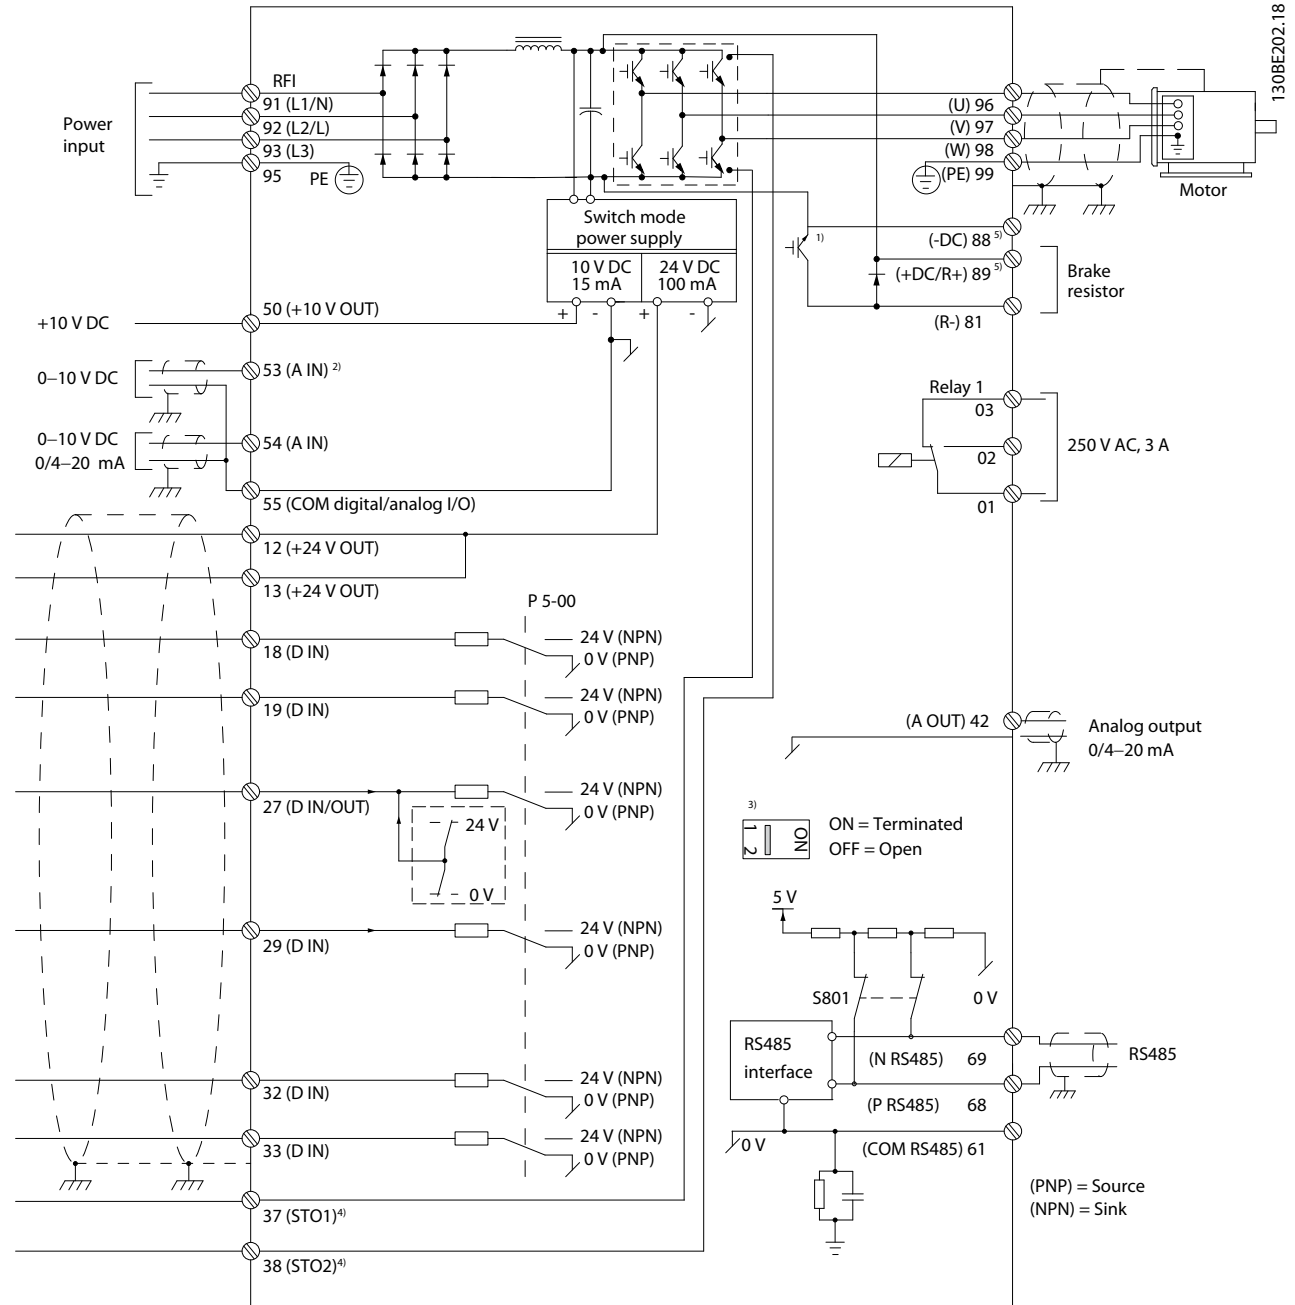 130BE202.18
RFI
91 (L1/N)
92 (L2/L)
93 (L3)
95
PE
Power
input
(U) 96
(V) 97
(W) 98
(PE) 99
Motor
Switch mode
power supply
10 V DC
15 mA
24 V DC
100 mA
+ - + -
1)
(-DC) 88 5)
(+DC/R+) 89 5)
(R-) 81
Brake
resistor
+10 V DC
50 (+10 V OUT)
0–10 V DC
53 (A IN) 2)
0–10 V DC
0/4–20 mA
54 (A IN)
55 (COM digital/analog I/O)
Relay 1
03
02
01
250 V AC, 3 A
12 (+24 V OUT)
13 (+24 V OUT)
P 5-00
18 (D IN)
24 V (NPN)
0 V (PNP)
19 (D IN)
24 V (NPN)
0 V (PNP)
27 (D IN/OUT)
24 V (NPN)
0 V (PNP)
24 V
0 V
29 (D IN)
24 V (NPN)
0 V (PNP)
32 (D IN)
24 V (NPN)
0 V (PNP)
33 (D IN)
24 V (NPN)
0 V (PNP)
37 (STO1)4)
38 (STO2)4)
(A OUT) 42
Analog output
0/4–20 mA
3)
1 2
ON
ON = Terminated
OFF = Open
5 V
S801
0 V
RS485
interface
(N RS485) 69
(P RS485) 68
RS485
0 V
(COM RS485) 61
(PNP) = Source
(NPN) = Sink